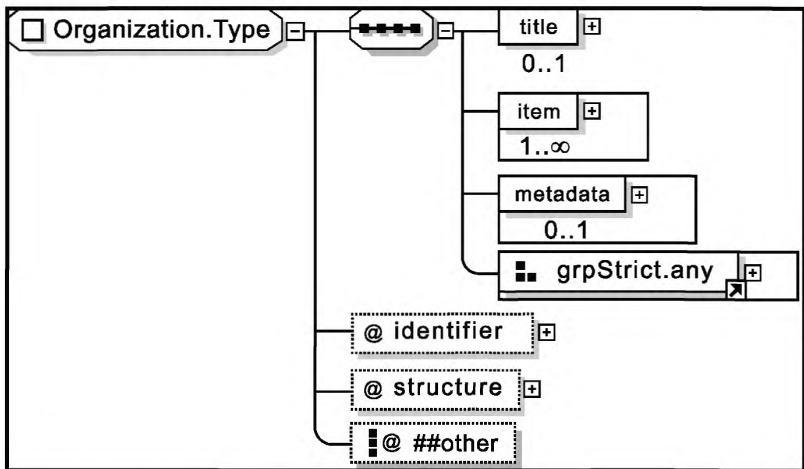 Organization.Type
title
0..1
item
1..∞
metadata
0..1
grpStrict.any
@ identifier
@ structure
@ ##other